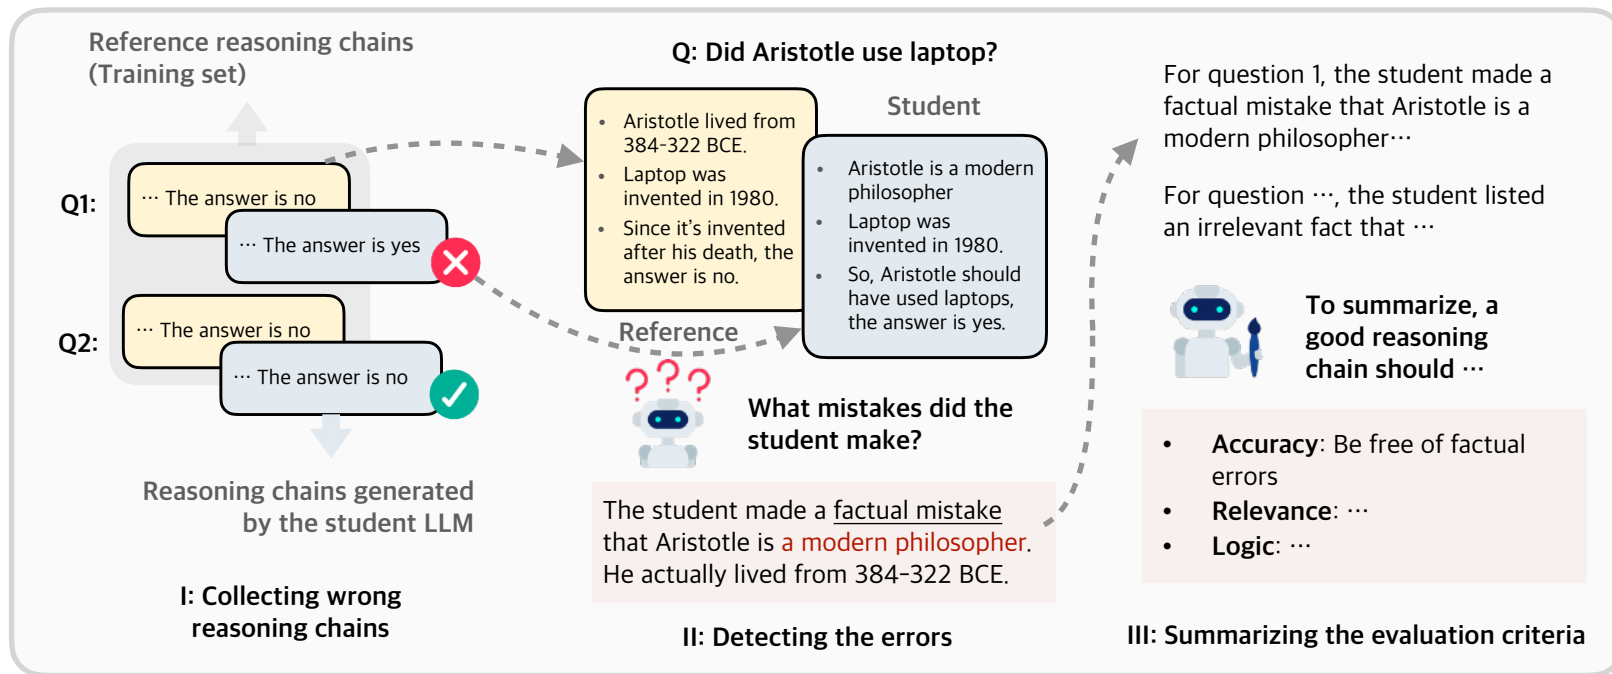 Reference reasoning chains
(Training set)
Q1:
··· The answer is no
··· The answer is yes
Q2:
··· The answer is no
··· The answer is no
Reasoning chains generated
by the student LLM
I: Collecting wrong
reasoning chains
Q: Did Aristotle use laptop?
• Aristotle lived from
384-322 BCE.
• Laptop was
invented in 1980.
• Since it's invented
after his death, the
answer is no.
Reference
Student
• Aristotle is a modern
philosopher
• Laptop was
invented in 1980.
• So, Aristotle should
have used laptops,
the answer is yes.
? ? ?
What mistakes did the
student make?
The student made a factual mistake
that Aristotle is a modern philosopher.
He actually lived from 384-322 BCE.
II: Detecting the errors
For question 1, the student made a
factual mistake that Aristotle is a
modern philosopher···
For question ···, the student listed
an irrelevant fact that ···
To summarize, a
good reasoning
chain should ···
• Accuracy: Be free of factual
errors
• Relevance: ···
• Logic: ···
III: Summarizing the evaluation criteria